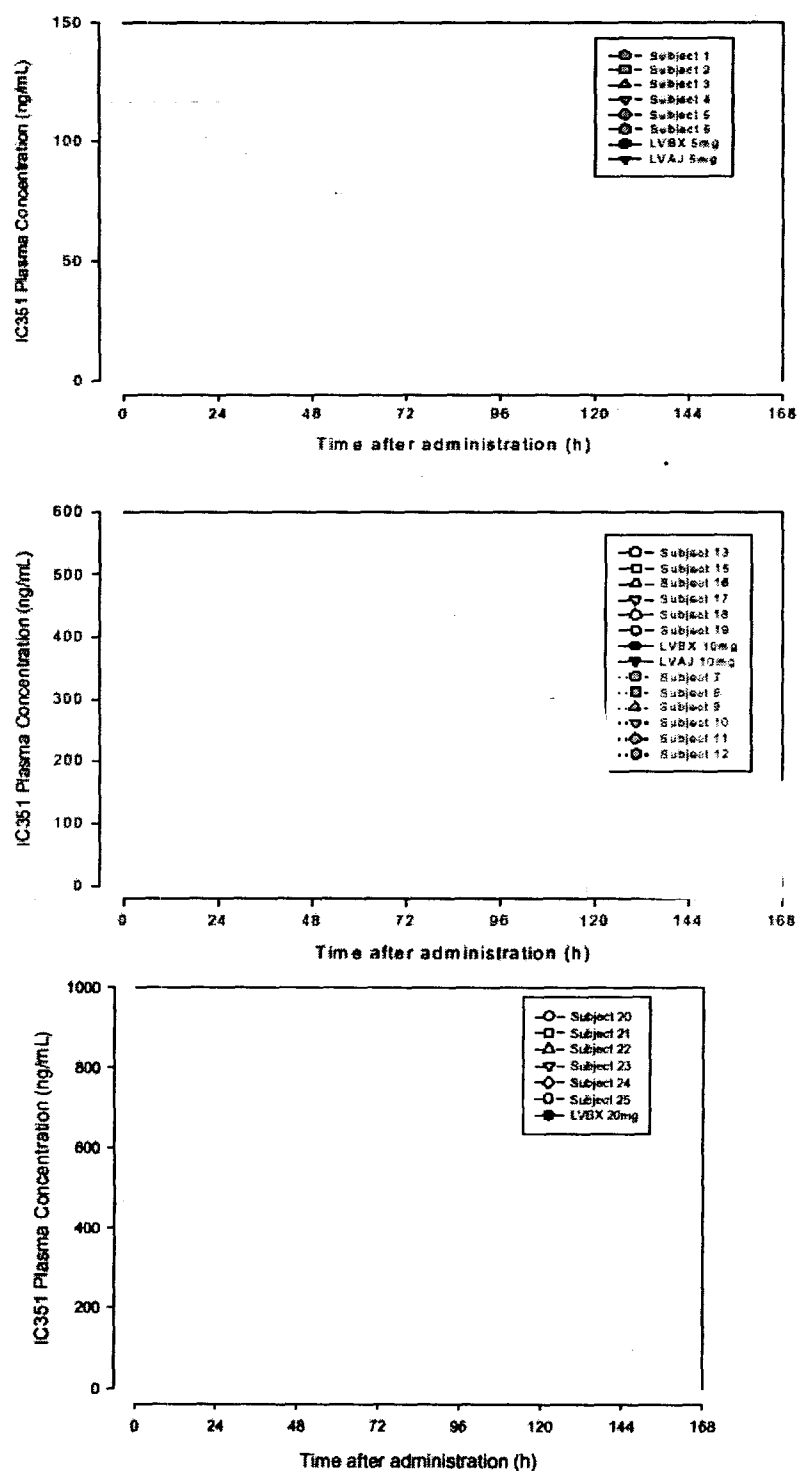 IC351 Plasma Concentration (ng/mL)
150
100
50
0
Subject 1
Subject 2
Subject 3
Subject 4
Subject 5
Subject 6
LVBX 5mg
LVAJ 5mg
0 24 48 72 96 120 144 168
Time after administration (h)
IC351 Plasma Concentration (ng/mL)
600
500
400
300
200
100
0
Subject 13
Subject 15
Subject 16
Subject 17
Subject 18
Subject 19
LVBX 10mg
LVAJ 10mg
Subject 7
Subject 8
Subject 9
Subject 10
Subject 11
Subject 12
0 24 48 72 96 120 144 168
Time after administration (h)
IC351 Plasma Concentration (ng/mL)
1000
800
600
400
200
0
Subject 20
Subject 21
Subject 22
Subject 23
Subject 24
Subject 25
LVBX 20mg
0 24 48 72 96 120 144 168
Time after administration (h)